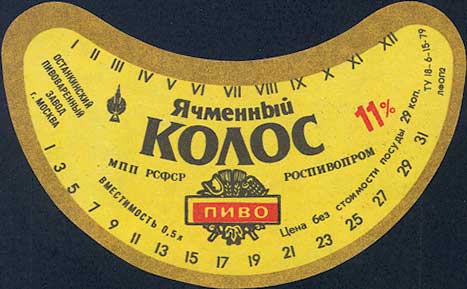 I II III IV V VI VII VIII IX X XI XII
ОСТАНКИНСКИЙ
ПИВОВАРЕННЫЙ
ЗАВОД
г. МОСКВА
ТУ 18-6-15-79
ЛФОП2
Ячменный
КОЛОС
11%
МПП РСФСР
РОСПИВОПРОМ
ПИВО
ВМЕСТИМОСТЬ 0,5л
Цена без стоимости посуды 29 коп.
1 3 5 7 9 11 13 15 17 19 21 23 25 27 29 31